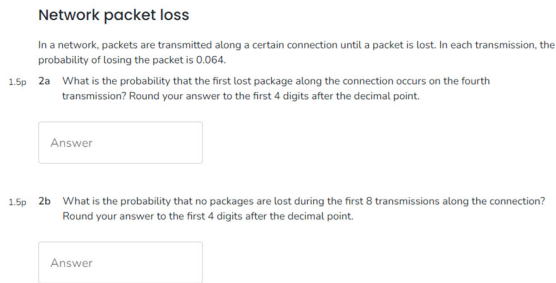 Network packet loss
In a network, packets are transmitted along a certain connection until a packet is lost. In each transmission, the
probability of losing the packet is 0.064.
1.5p 2a What is the probability that the first lost package along the connection occurs on the fourth
transmission? Round your answer to the first 4 digits after the decimal point.
Answer
1.5p 2b What is the probability that no packages are lost during the first 8 transmissions along the connection?
Round your answer to the first 4 digits after the decimal point.
Answer